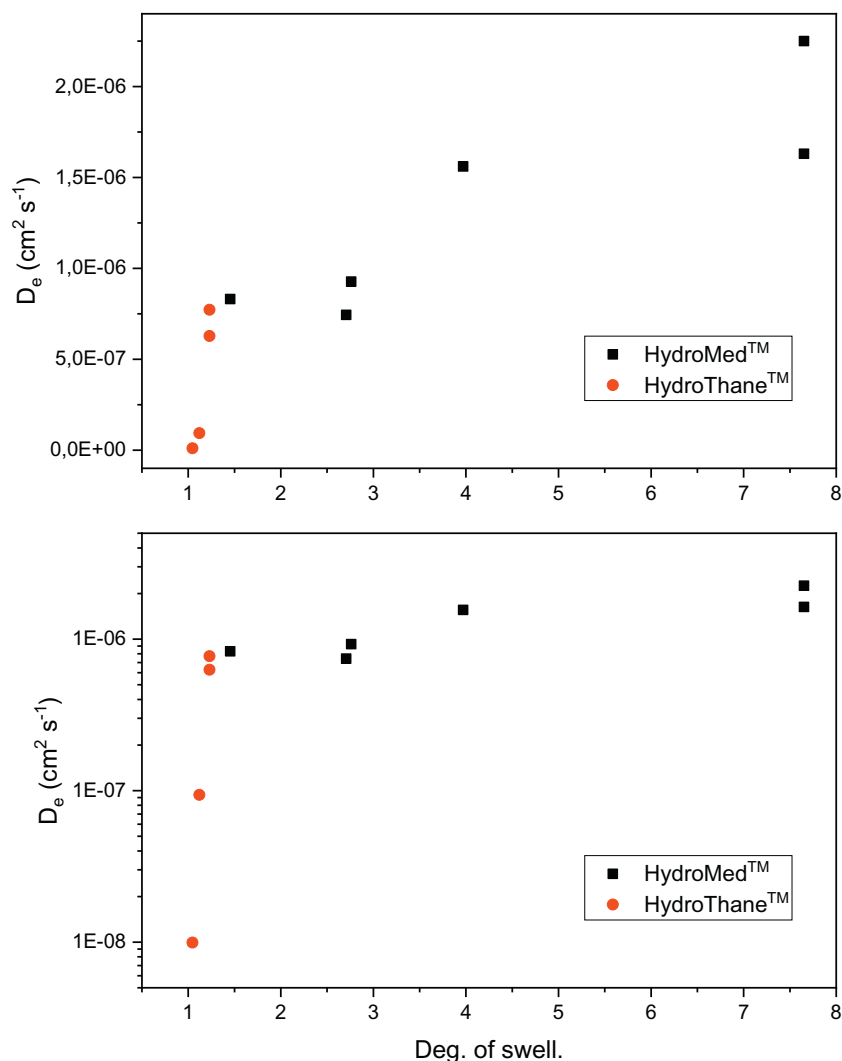 2,0E-06
1,5E-06
1,0E-06
5,0E-07
0,0E+00
Dₑ (cm² s⁻¹)
HydroMed™
HydroThane™
1 2 3 4 5 6 7 8
1E-06
1E-07
1E-08
Dₑ (cm² s⁻¹)
HydroMed™
HydroThane™
1 2 3 4 5 6 7 8
Deg. of swell.